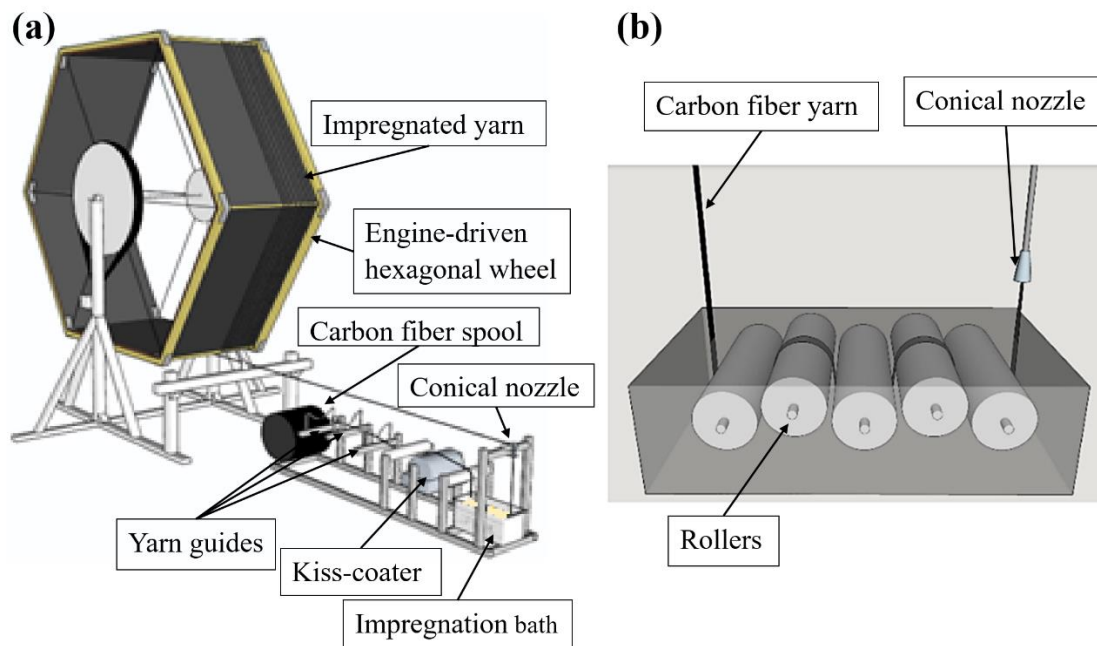 (a)
Impregnated yarn
Engine-driven
hexagonal wheel
Carbon fiber spool
Conical nozzle
Yarn guides
Kiss-coater
Impregnation bath
(b)
Carbon fiber yarn
Conical nozzle
Rollers